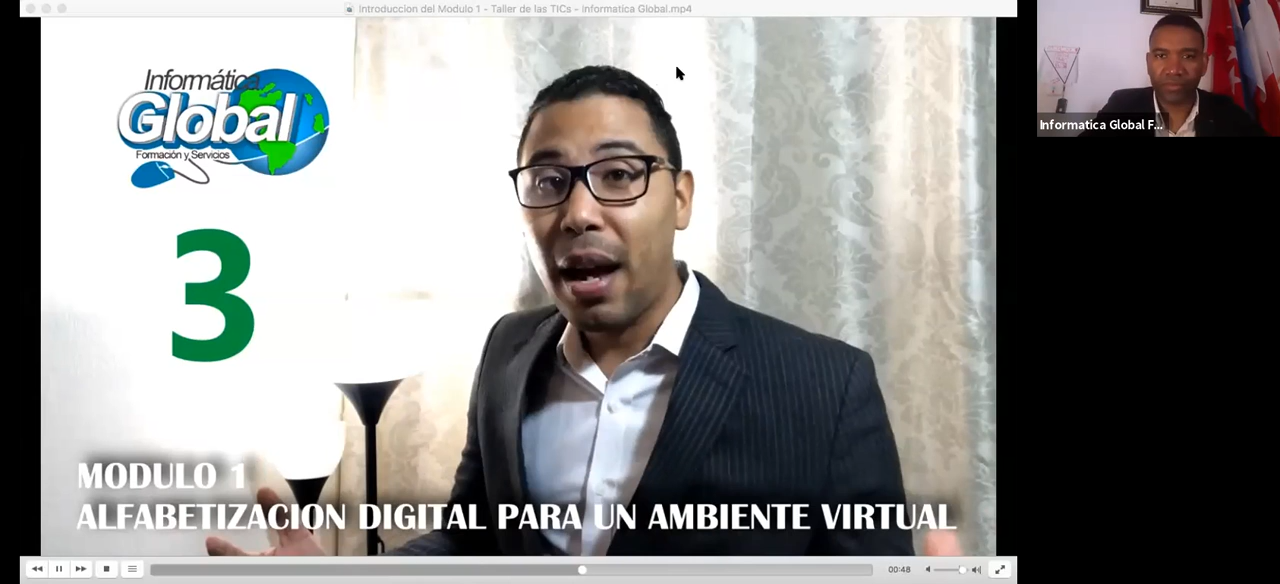 Introduccion del Modulo 1 - Taller de las TICs - informatica Global.mp4
Informática
Global
Formación y Servicios
3
MODULO 1
ALFABETIZACION DIGITAL PARA UN AMBIENTE VIRTUAL
00:48
Informatica Global F...